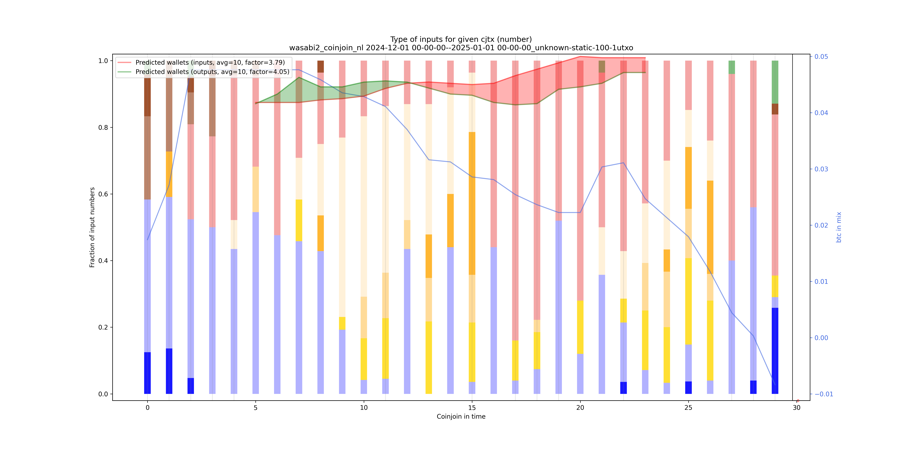 Type of inputs for given cjtx (number)
wasabi2_coinjoin_nl 2024-12-01 00-00-00--2025-01-01 00-00-00_unknown-static-100-1utxo
Predicted wallets (inputs, avg=10, factor=3.79)
Predicted wallets (outputs, avg=10, factor=4.05)
Fraction of input numbers
1.0
0.8
0.6
0.4
0.2
0.0
0.05
0.04
0.03
0.02
0.01
0.00
−0.01
btc in mix
0 5 10 15 20 25 30
Coinjoin in time